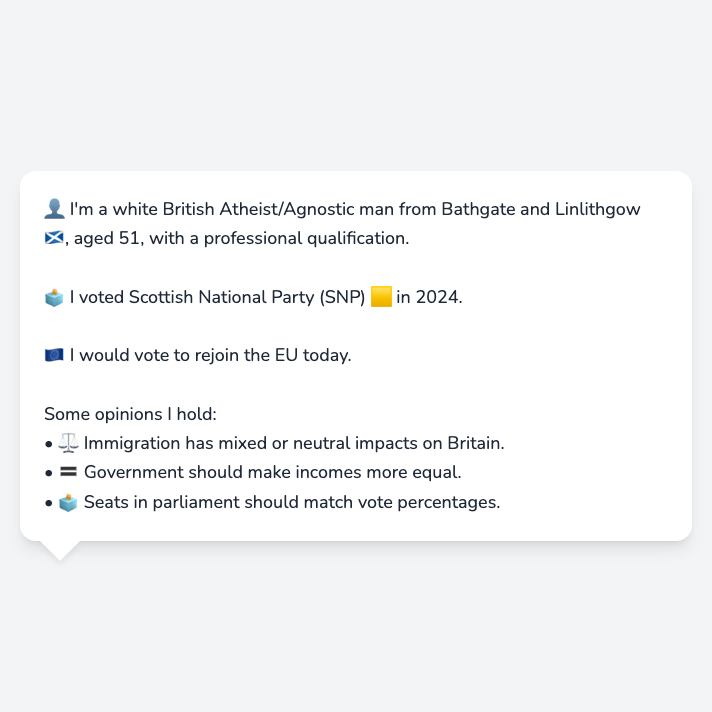 👤 I'm a white British Atheist/Agnostic man from Bathgate and Linlithgow
🏴󠁧󠁢󠁳󠁣󠁴󠁿, aged 51, with a professional qualification.
🗳️ I voted Scottish National Party (SNP) 🟨 in 2024.
🇪🇺 I would vote to rejoin the EU today.
Some opinions I hold:
• ⚖️ Immigration has mixed or neutral impacts on Britain.
• 🟰 Government should make incomes more equal.
• 🗳️ Seats in parliament should match vote percentages.